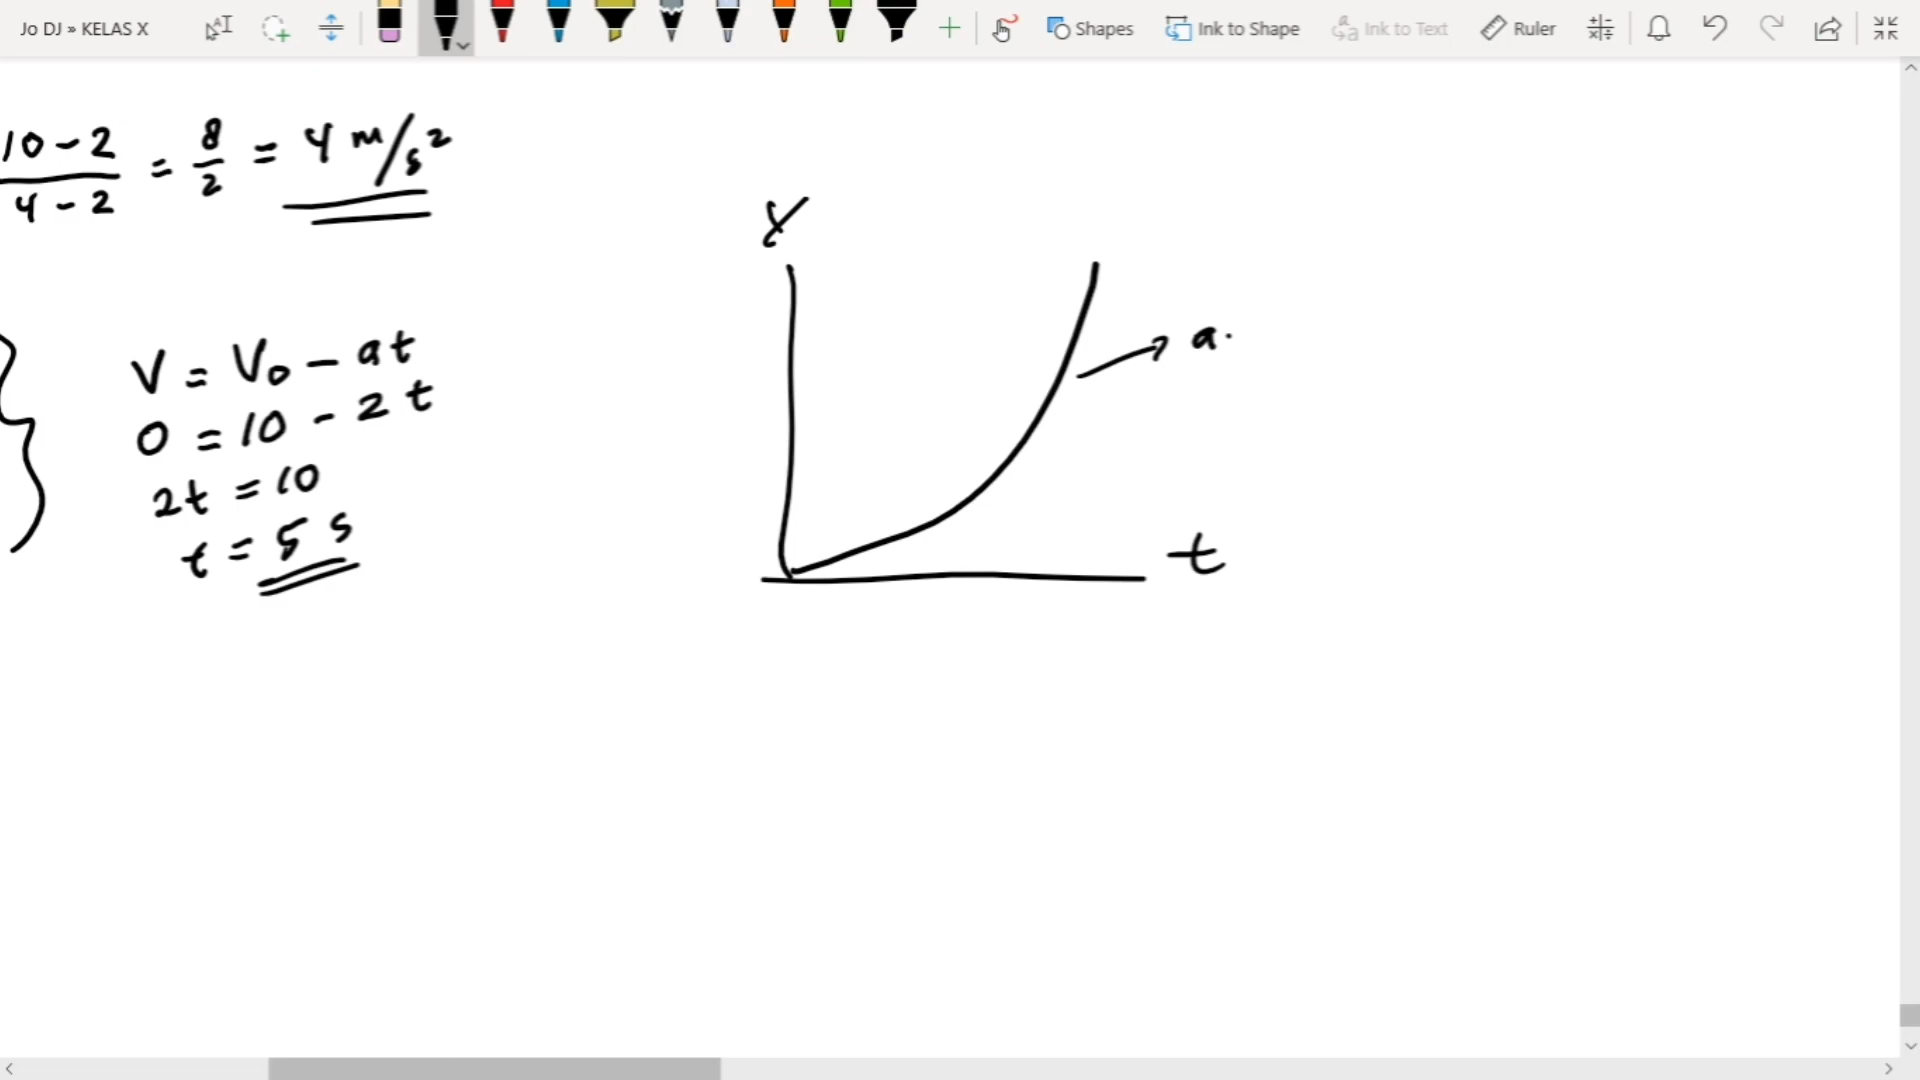 Jo DJ » KELAS X
Shapes
Ink to Shape
Ink to Text
Ruler
10 - 2 / 4 - 2 = 8/2 = 4 m/s²
V = V₀ - at
0 = 10 - 2t
2t = 10
t = 5 s
X
a.
t